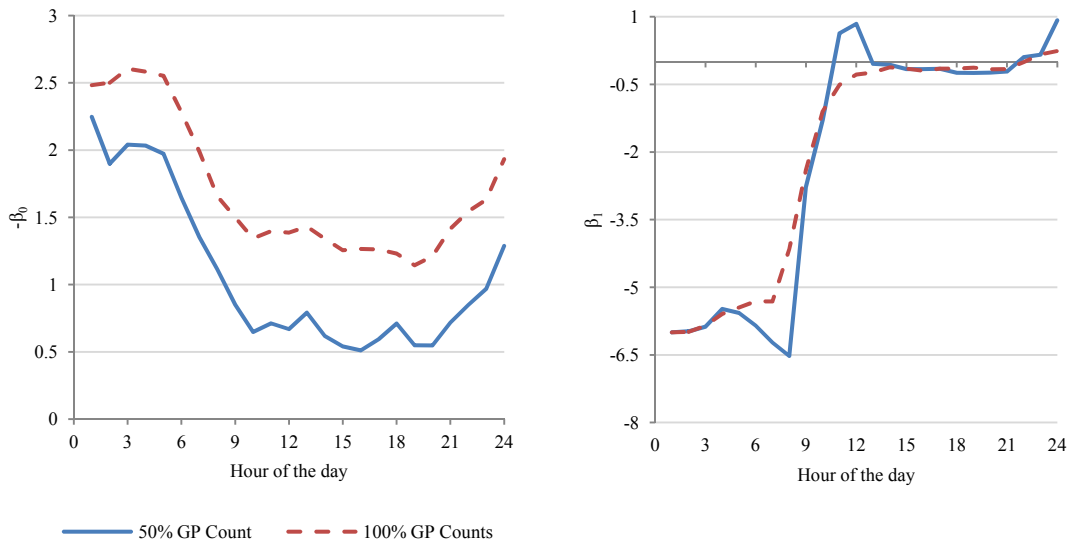 3
2.5
2
1.5
1
0.5
0
-β₀
0 3 6 9 12 15 18 21 24
Hour of the day
1
-0.5
-2
-3.5
-5
-6.5
-8
β₁
0 3 6 9 12 15 18 21 24
Hour of the day
50% GP Count 100% GP Counts